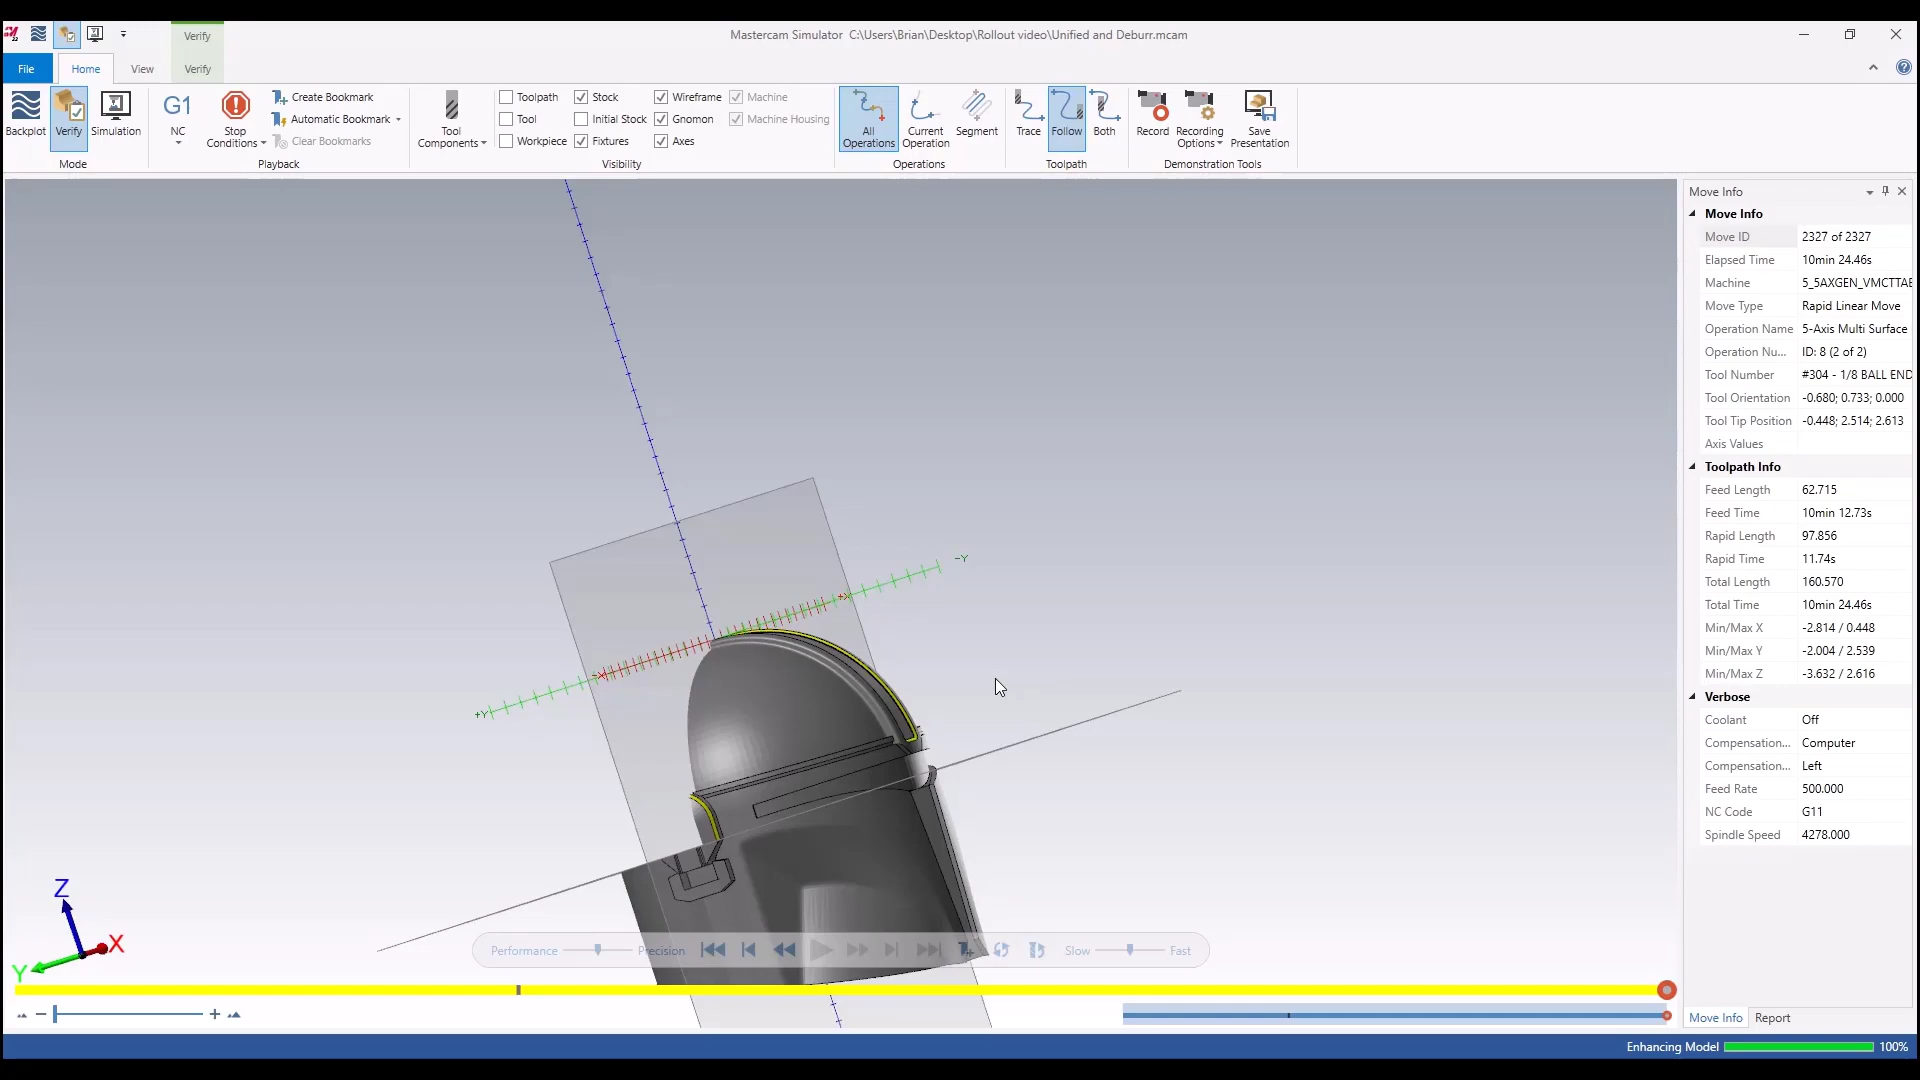 Verify
Mastercam Simulator C:\Users\Brian\Desktop\Rollout video\Unified and Deburr.mcam
File Home View Verify
Backplot
Verify
Simulation
Mode
G1
NC
Stop Conditions
Create Bookmark
Automatic Bookmark
Clear Bookmarks
Playback
Tool Components
Toolpath Stock Wireframe Machine
Tool Initial Stock Gnomon Machine Housing
Workpiece Fixtures Axes
Visibility
All Operations
Current Operation
Segment
Operations
Trace
Follow
Both
Toolpath
Record
Recording Options
Save Presentation
Demonstration Tools
-Y
+X
-X
+Y
Z
X
Y
Performance Precision Slow Fast
Move Info
Move Info
Move ID 2327 of 2327
Elapsed Time 10min 24.46s
Machine 5_5AXGEN_VMCTTAE
Move Type Rapid Linear Move
Operation Name 5-Axis Multi Surface
Operation Nu... ID: 8 (2 of 2)
Tool Number #304 - 1/8 BALL END
Tool Orientation -0.680; 0.733; 0.000
Tool Tip Position -0.448; 2.514; 2.613
Axis Values
Toolpath Info
Feed Length 62.715
Feed Time 10min 12.73s
Rapid Length 97.856
Rapid Time 11.74s
Total Length 160.570
Total Time 10min 24.46s
Min/Max X -2.814 / 0.448
Min/Max Y -2.004 / 2.539
Min/Max Z -3.632 / 2.616
Verbose
Coolant Off
Compensation... Computer
Compensation... Left
Feed Rate 500.000
NC Code G11
Spindle Speed 4278.000
Move Info Report
Enhancing Model 100%